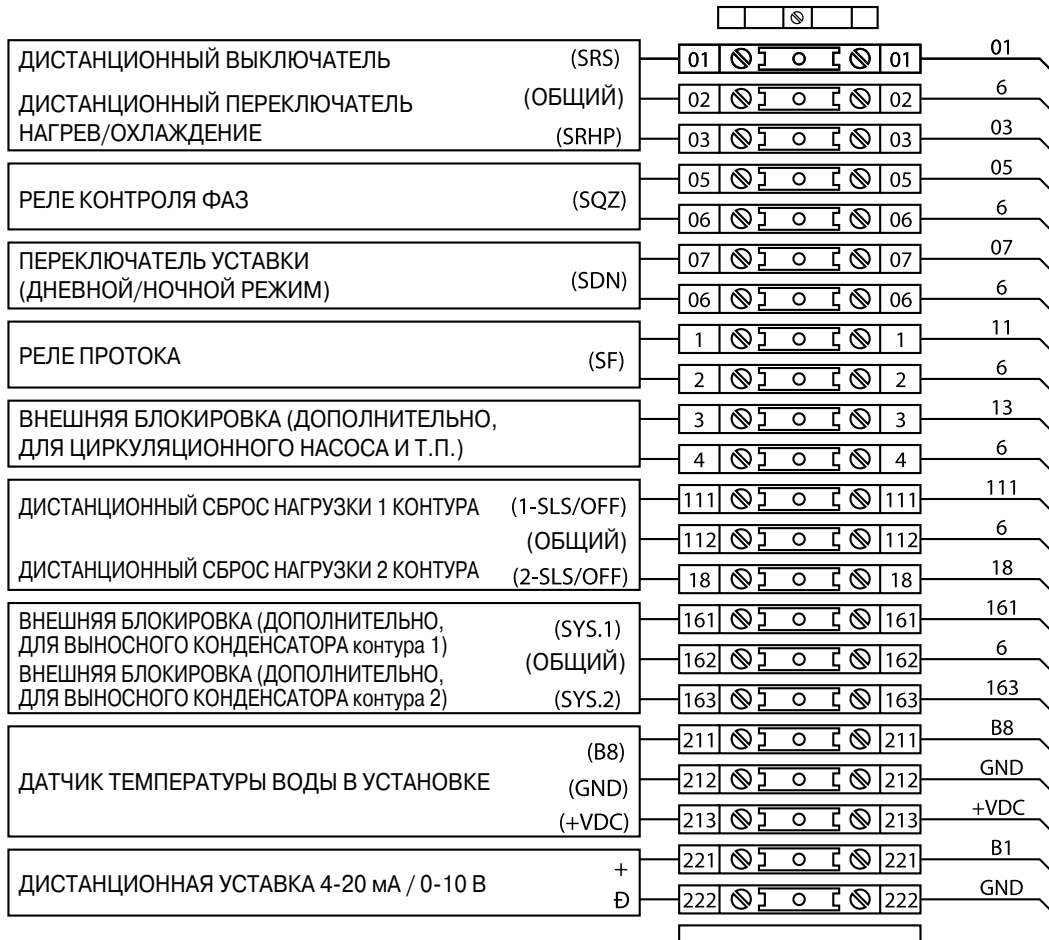 01 01 01
ДИСТАНЦИОННЫЙ ВЫКЛЮЧАТЕЛЬ (SRS)
02 02 6
ДИСТАНЦИОННЫЙ ПЕРЕКЛЮЧАТЕЛЬ (ОБЩИЙ)
НАГРЕВ/ОХЛАЖДЕНИЕ (SRHP)
03 03 03
05 05 05
РЕЛЕ КОНТРОЛЯ ФАЗ (SQZ)
06 06 6
07 07 07
ПЕРЕКЛЮЧАТЕЛЬ УСТАВКИ
(ДНЕВНОЙ/НОЧНОЙ РЕЖИМ) (SDN)
06 06 6
1 1 11
РЕЛЕ ПРОТОКА (SF)
2 2 6
3 3 13
ВНЕШНЯЯ БЛОКИРОВКА (ДОПОЛНИТЕЛЬНО,
ДЛЯ ЦИРКУЛЯЦИОННОГО НАСОСА И Т.П.)
4 4 6
111 111 111
ДИСТАНЦИОННЫЙ СБРОС НАГРУЗКИ 1 КОНТУРА (1-SLS/OFF)
(ОБЩИЙ)
112 112 6
ДИСТАНЦИОННЫЙ СБРОС НАГРУЗКИ 2 КОНТУРА (2-SLS/OFF)
18 18 18
161 161 161
ВНЕШНЯЯ БЛОКИРОВКА (ДОПОЛНИТЕЛЬНО,
ДЛЯ ВЫНОСНОГО КОНДЕНСАТОРА контура 1) (SYS.1)
(ОБЩИЙ)
162 162 6
ВНЕШНЯЯ БЛОКИРОВКА (ДОПОЛНИТЕЛЬНО,
ДЛЯ ВЫНОСНОГО КОНДЕНСАТОРА контура 2) (SYS.2)
163 163 163
211 211 B8
(B8)
ДАТЧИК ТЕМПЕРАТУРЫ ВОДЫ В УСТАНОВКЕ (GND)
212 212 GND
(+VDC)
213 213 +VDC
221 221 B1
+
ДИСТАНЦИОННАЯ УСТАВКА 4-20 мА / 0-10 В
Đ
222 222 GND